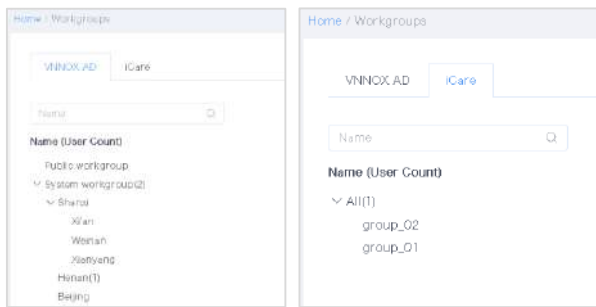 Home / Workgroups
VNNOX AD
iCare
Name
Name (User Count)
Public workgroup
System workgroup(2)
Shanxi
Xi'an
Weinan
Xianyang
Henan(1)
Beijing
Home / Workgroups
VNNOX AD
iCare
Name
Name (User Count)
All(1)
group_02
group_01